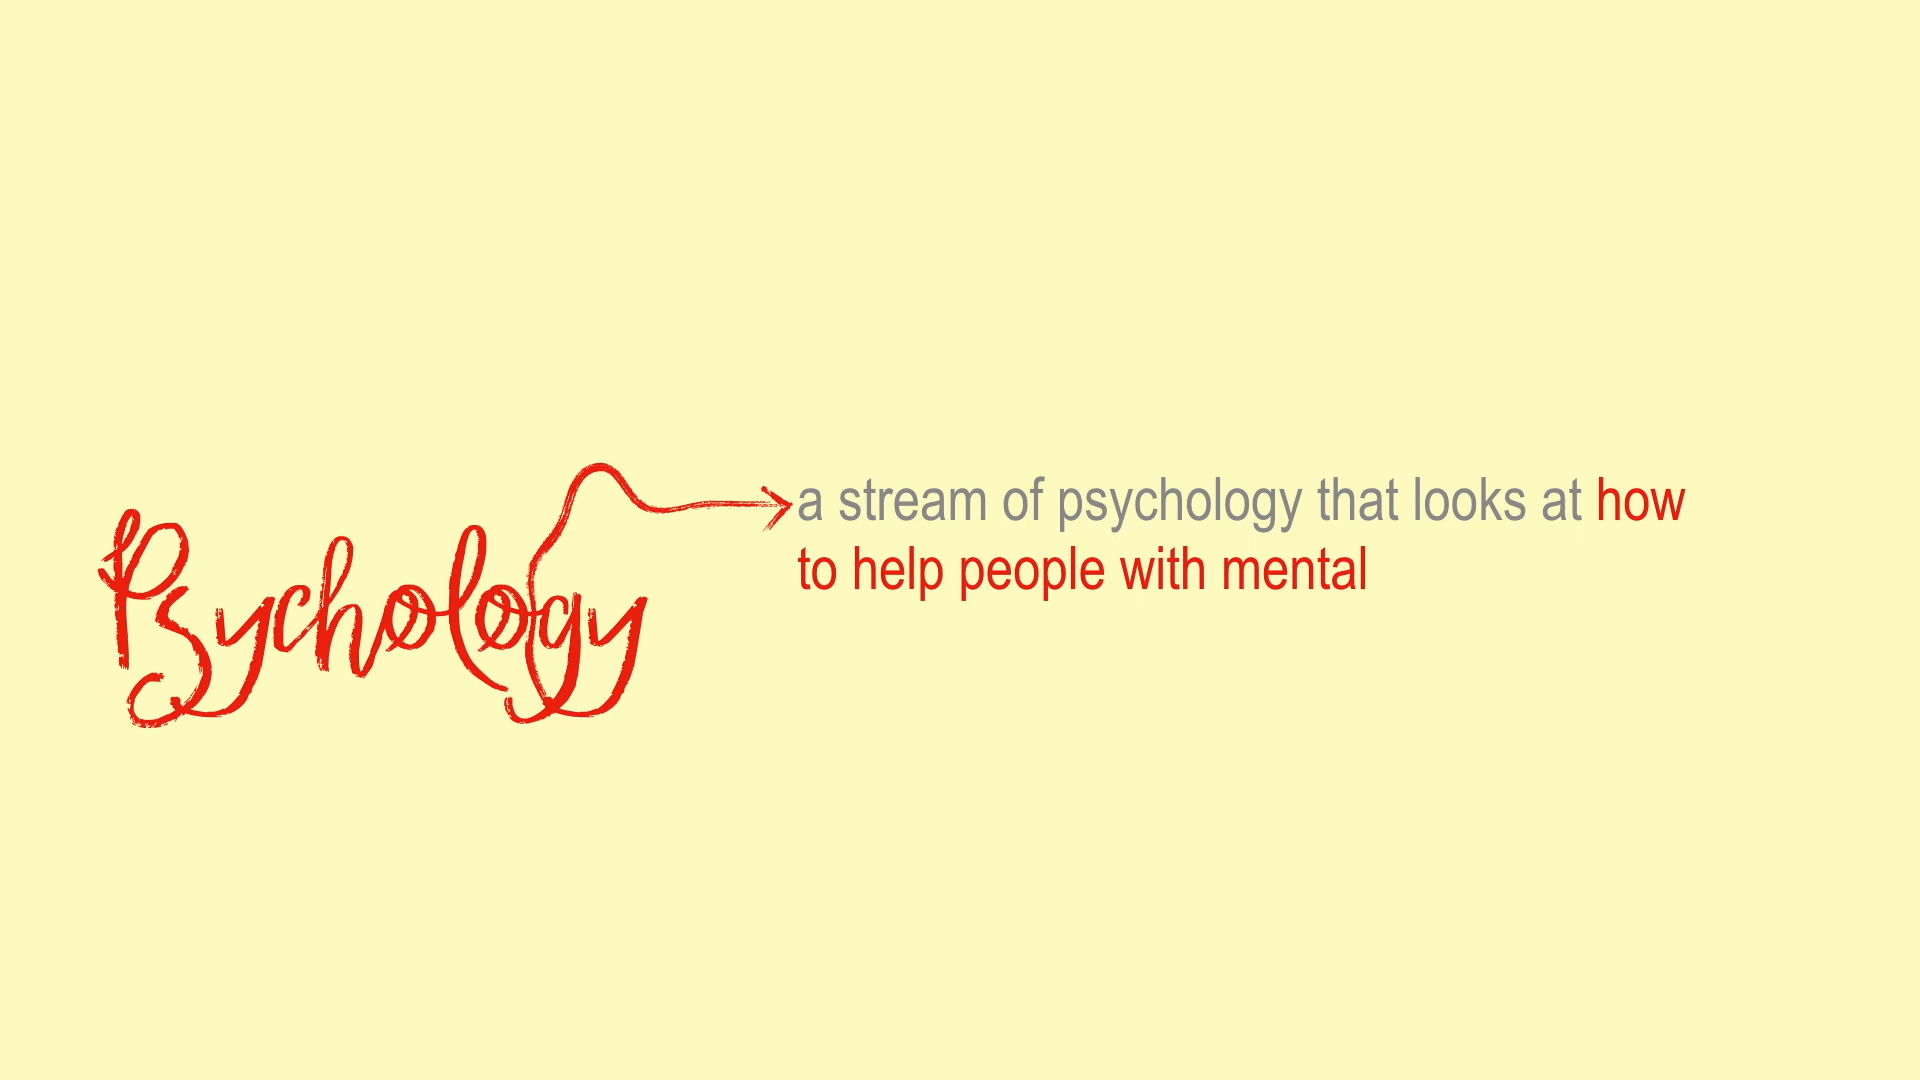 Psychology
a stream of psychology that looks at how
to help people with mental